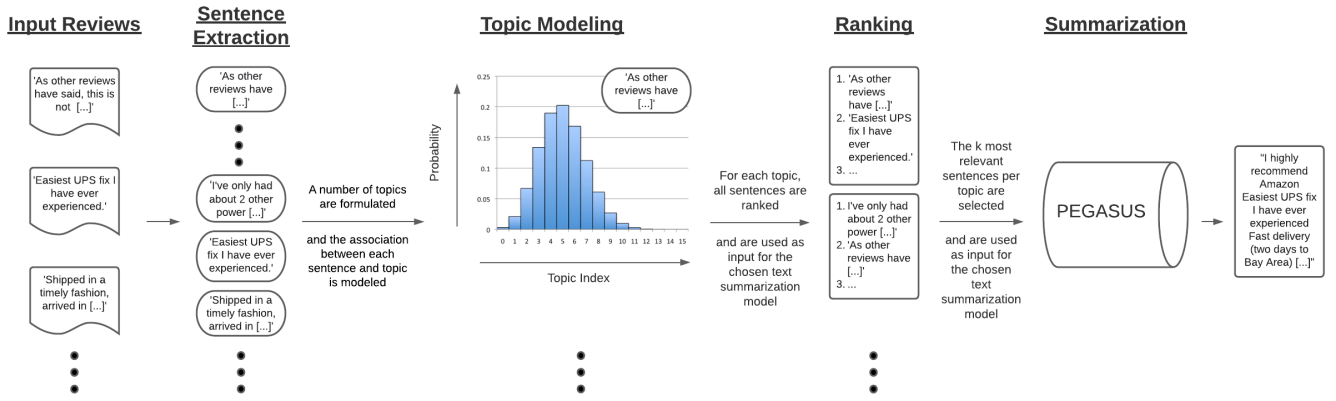 Input Reviews
'As other reviews
have said, this is
not [...]'
'Easiest UPS fix I
have ever
experienced.'
'Shipped in a
timely fashion,
arrived in [...]'
Sentence
Extraction
'As other
reviews have
[...]'
'I've only had
about 2 other
power [...]'
'Easiest UPS
fix I have ever
experienced.'
'Shipped in a
timely fashion,
arrived in [...]'
A number of topics
are formulated
and the association
between each
sentence and topic
is modeled
Topic Modeling
Probability
0.25
0.2
0.15
0.1
0.05
0
0 1 2 3 4 5 6 7 8 9 10 11 12 13 14 15
Topic Index
'As other
reviews have
[...]'
For each topic,
all sentences are
ranked
and are used as
input for the
chosen text
summarization
model
Ranking
1. 'As other
reviews
have [...]'
2. 'Easiest UPS
fix I have
ever
experienced.'
3. ...
1. I've only had
about 2 other
power [...]'
2. 'As other
reviews have
[...]'
3. ...
The k most
relevant
sentences per
topic are
selected
and are used
as input for
the chosen
text
summarization
model
Summarization
PEGASUS
"I highly
recommend
Amazon
Easiest UPS fix
I have ever
experienced
Fast delivery
(two days to
Bay Area) [...]"